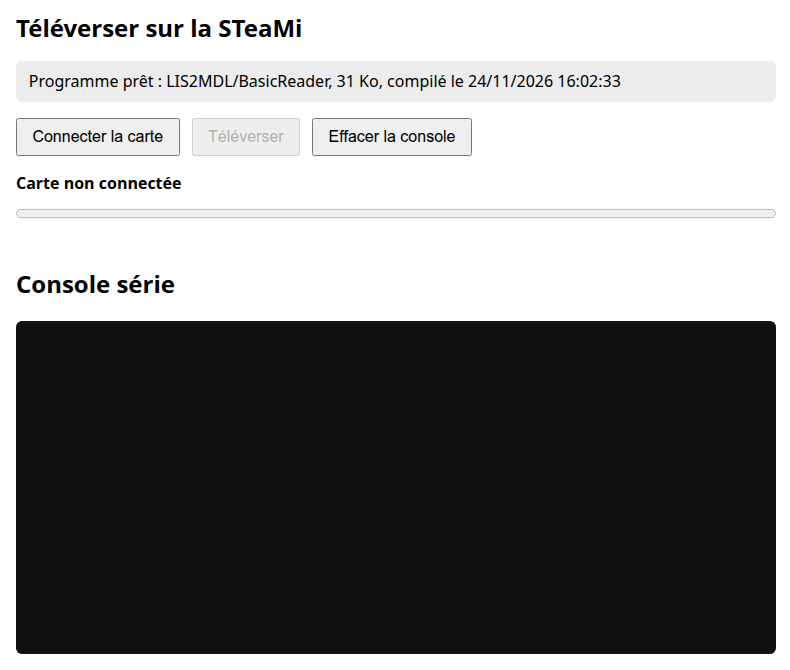 Téléverser sur la STeaMi
Programme prêt : LIS2MDL/BasicReader, 31 Ko, compilé le 24/11/2026 16:02:33
Connecter la carte
Téléverser
Effacer la console
Carte non connectée
Console série